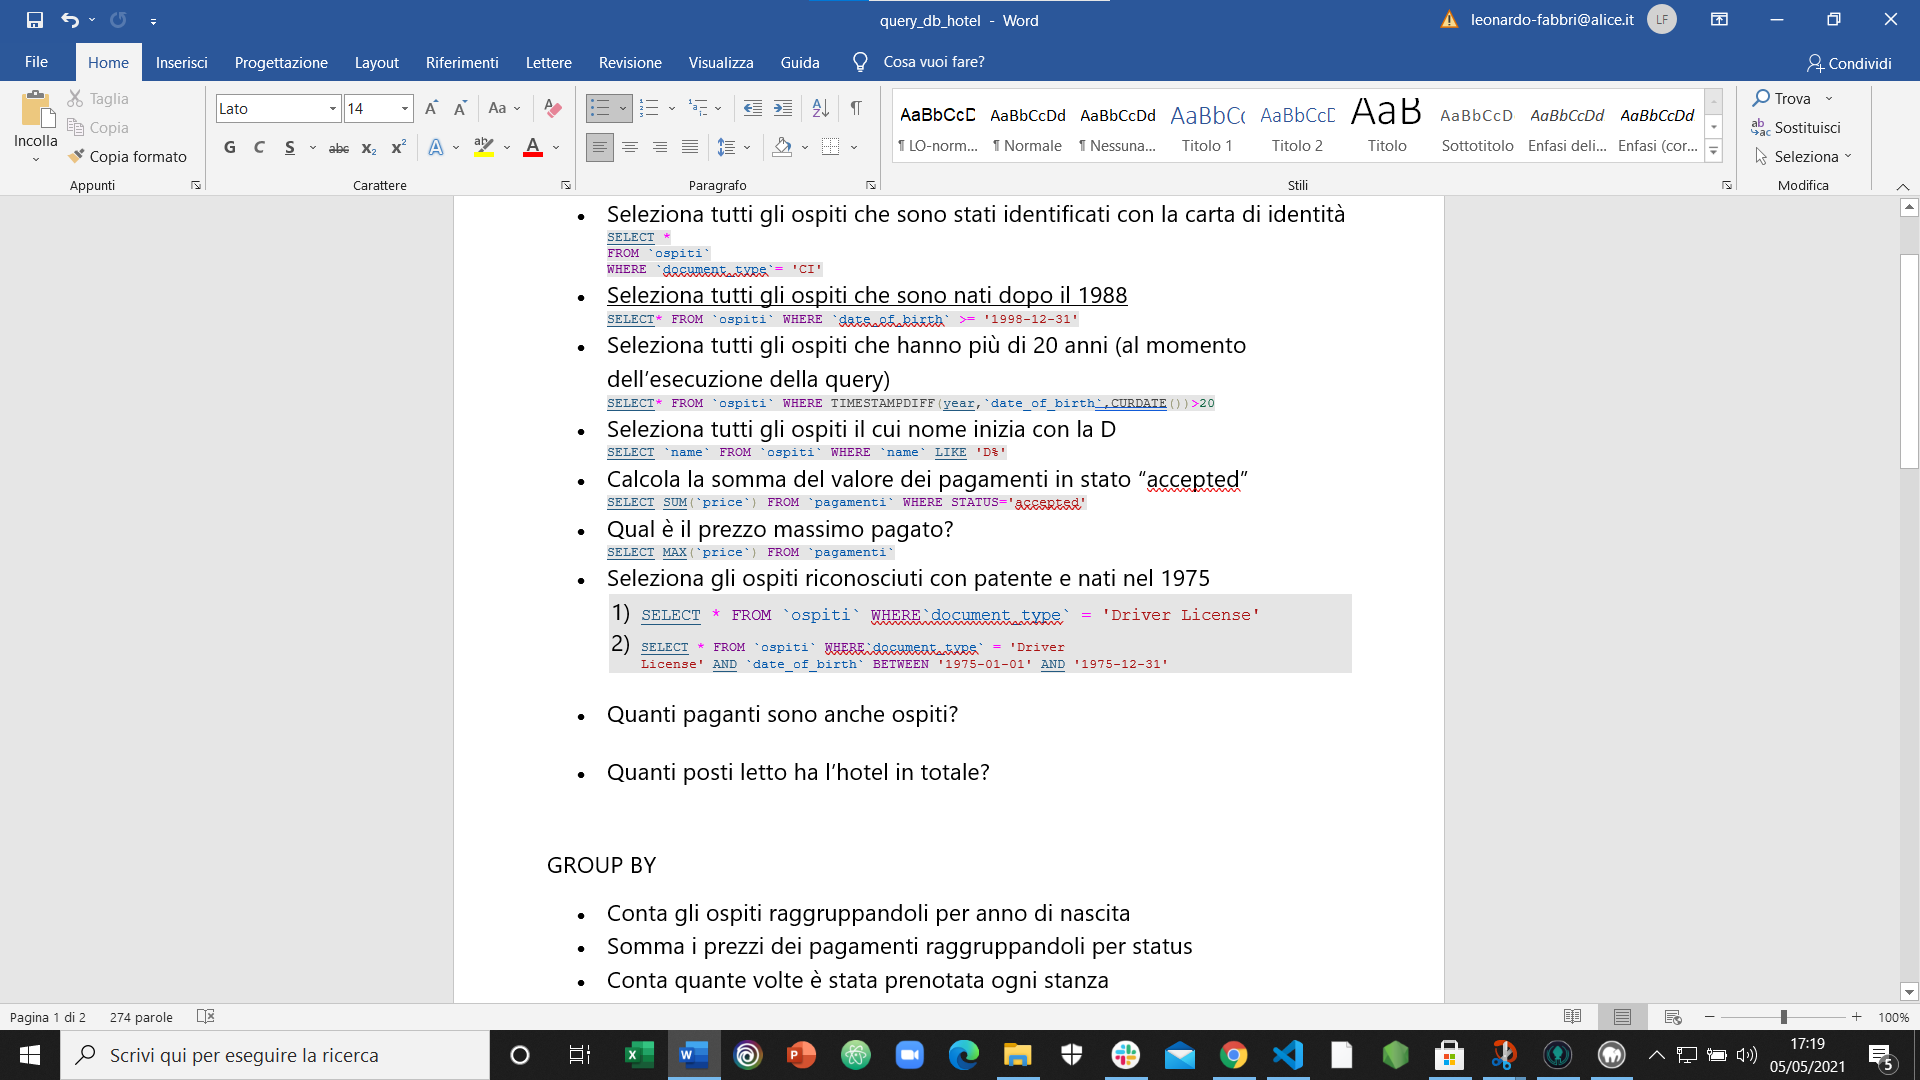 query_db_hotel - Word
leonardo-fabbri@alice.it
LF
File
Home
Inserisci
Progettazione
Layout
Riferimenti
Lettere
Revisione
Visualizza
Guida
Cosa vuoi fare?
Condividi
Incolla
Taglia
Copia
Copia formato
Appunti
Lato
14
Aa
G C S abc x₂ x²
Carattere
Paragrafo
AaBbCcD
¶ LO-norm...
AaBbCcDd
¶ Normale
AaBbCcDd
¶ Nessuna...
AaBbCc
Titolo 1
AaBbCcD
Titolo 2
AaB
Titolo
AaBbCcD
Sottotitolo
AaBbCcDd
Enfasi deli...
AaBbCcDd
Enfasi (cor...
Stili
Trova
Sostituisci
Seleziona
Modifica
• Seleziona tutti gli ospiti che sono stati identificati con la carta di identità
SELECT *
FROM `ospiti`
WHERE `document_type`= 'CI'
• Seleziona tutti gli ospiti che sono nati dopo il 1988
SELECT* FROM `ospiti` WHERE `date_of_birth` >= '1998-12-31'
• Seleziona tutti gli ospiti che hanno più di 20 anni (al momento
dell’esecuzione della query)
SELECT* FROM `ospiti` WHERE TIMESTAMPDIFF(year,`date_of_birth`,CURDATE())>20
• Seleziona tutti gli ospiti il cui nome inizia con la D
SELECT `name` FROM `ospiti` WHERE `name` LIKE 'D%'
• Calcola la somma del valore dei pagamenti in stato “accepted”
SELECT SUM(`price`) FROM `pagamenti` WHERE STATUS='accepted'
• Qual è il prezzo massimo pagato?
SELECT MAX(`price`) FROM `pagamenti`
• Seleziona gli ospiti riconosciuti con patente e nati nel 1975
1) SELECT * FROM `ospiti` WHERE`document_type` = 'Driver License'
2) SELECT * FROM `ospiti` WHERE`document_type` = 'Driver
License' AND `date_of_birth` BETWEEN '1975-01-01' AND '1975-12-31'
• Quanti paganti sono anche ospiti?
• Quanti posti letto ha l’hotel in totale?
GROUP BY
• Conta gli ospiti raggruppandoli per anno di nascita
• Somma i prezzi dei pagamenti raggruppandoli per status
• Conta quante volte è stata prenotata ogni stanza
Pagina 1 di 2
274 parole
100%
Scrivi qui per eseguire la ricerca
17:19
05/05/2021
5